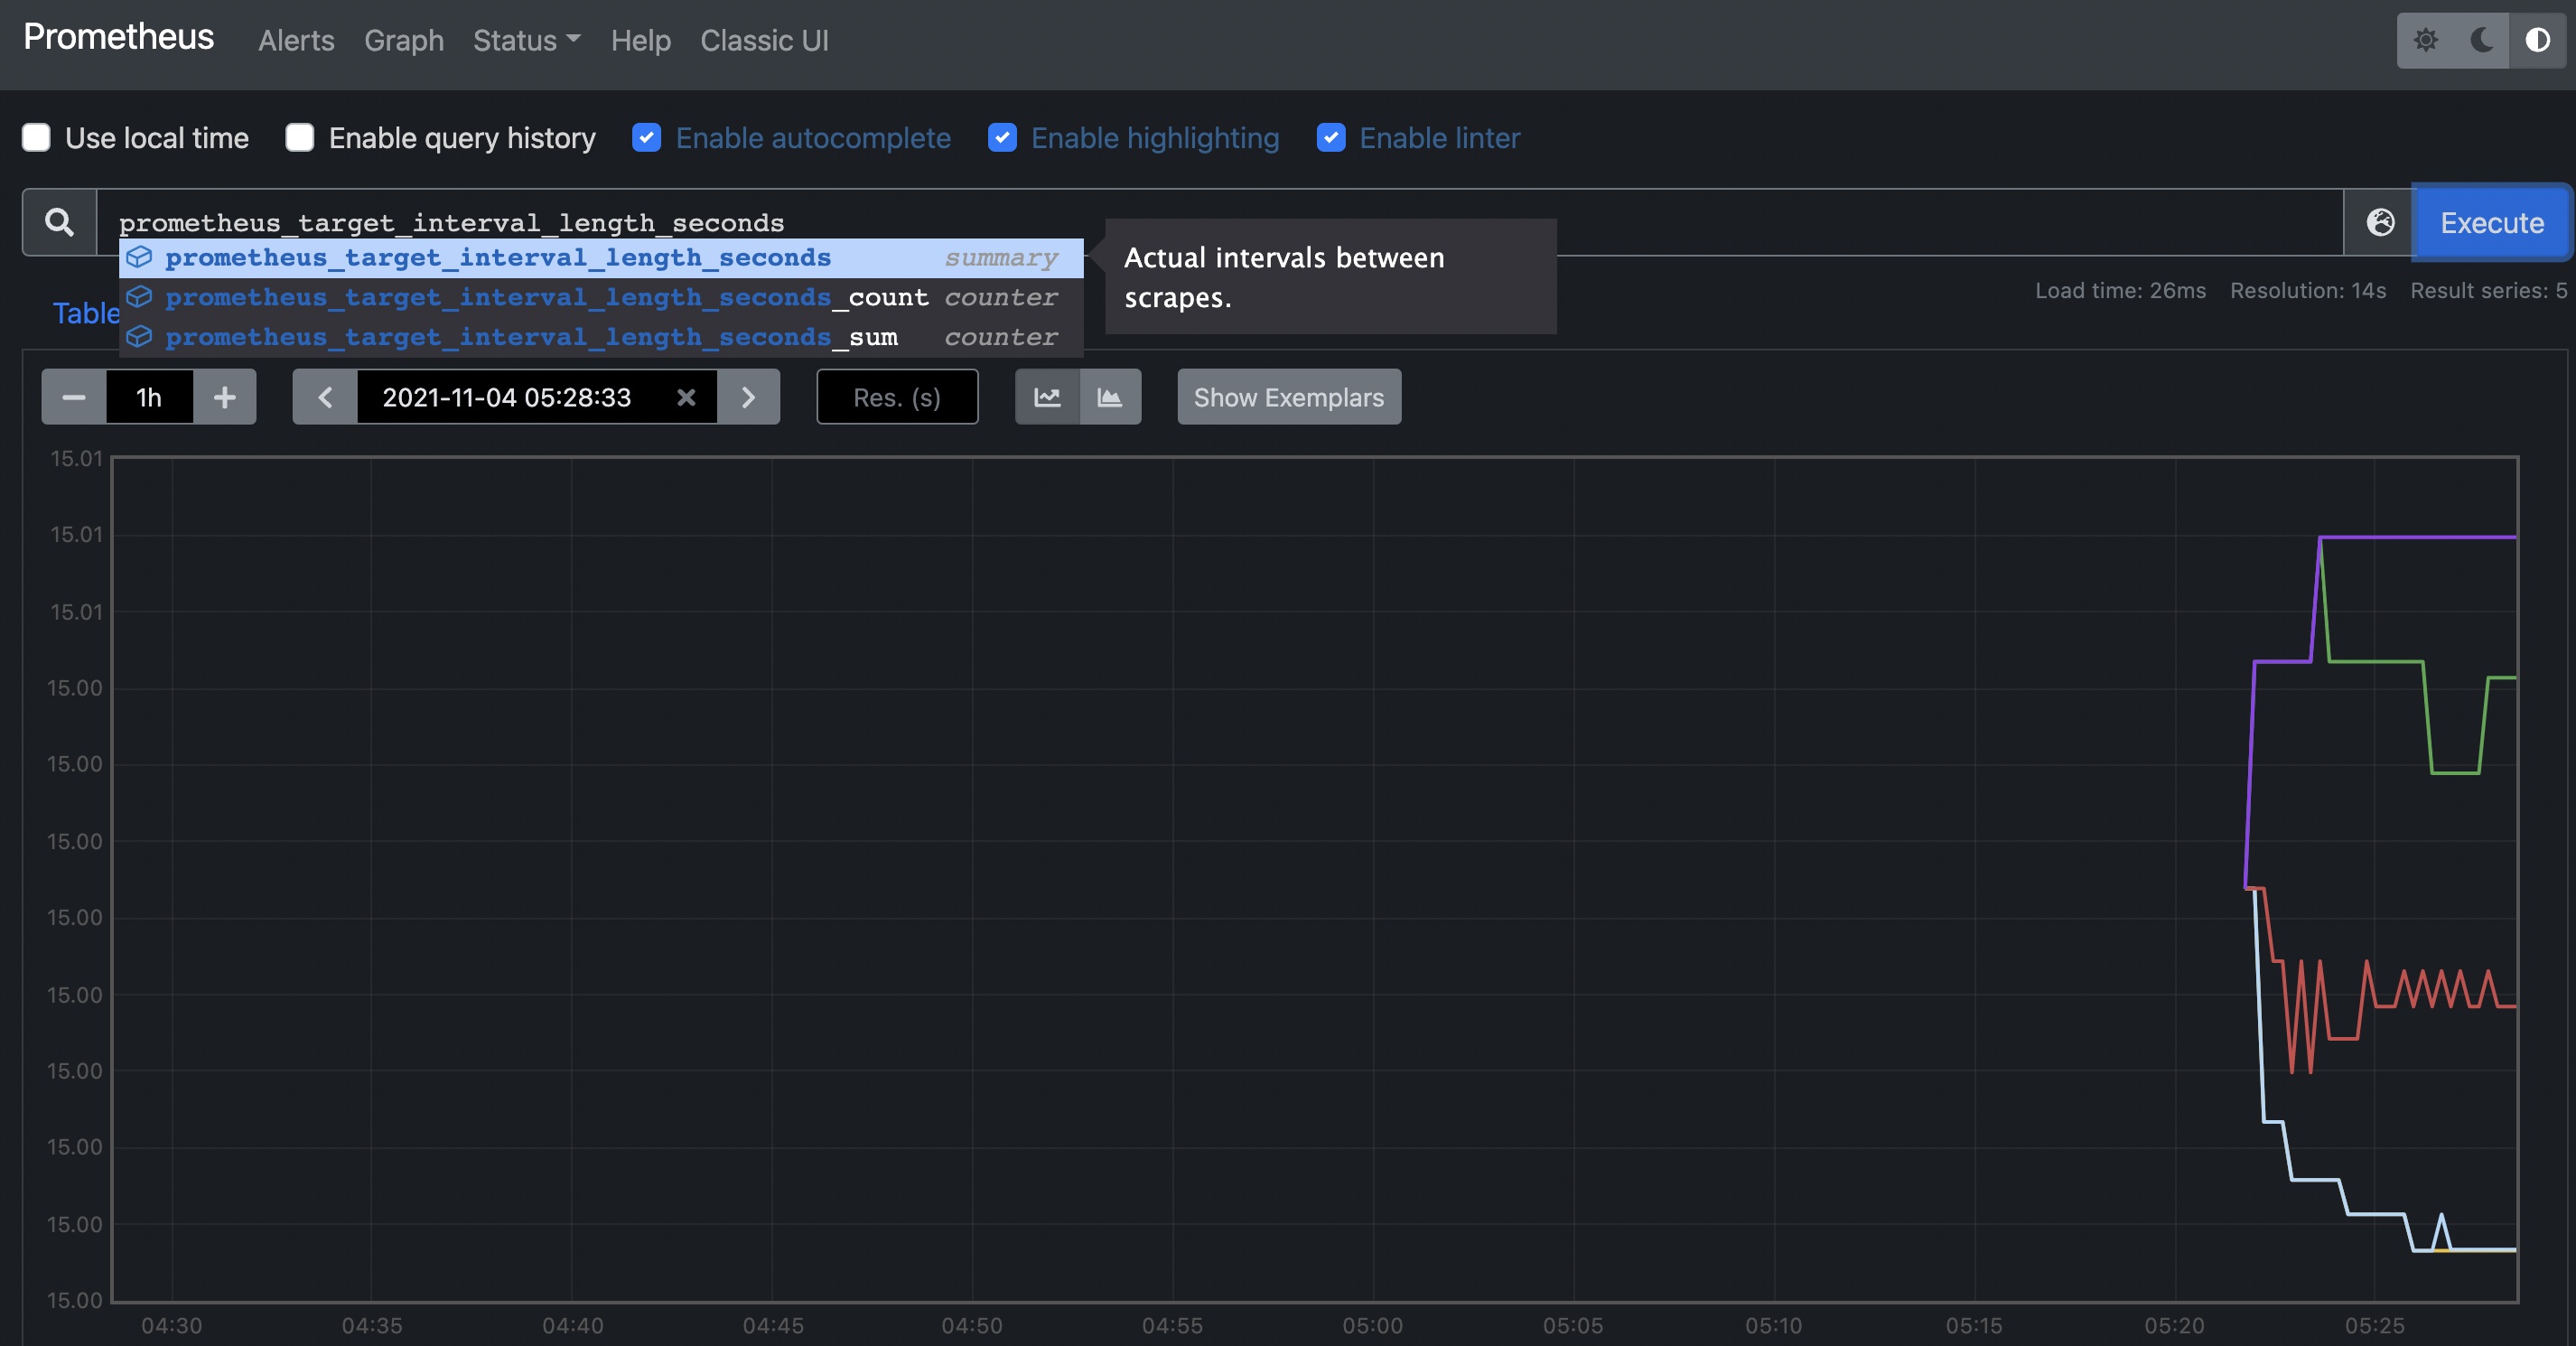 Prometheus Alerts Graph Status Help Classic UI
Use local time Enable query history Enable autocomplete Enable highlighting Enable linter
prometheus_target_interval_length_seconds Execute
prometheus_target_interval_length_seconds summary
prometheus_target_interval_length_seconds_count counter
prometheus_target_interval_length_seconds_sum counter
Actual intervals between
scrapes.
Load time: 26ms Resolution: 14s Result series: 5
Table
1h 2021-11-04 05:28:33 Res. (s) Show Exemplars
15.01
15.01
15.01
15.00
15.00
15.00
15.00
15.00
15.00
15.00
15.00
15.00
04:30 04:35 04:40 04:45 04:50 04:55 05:00 05:05 05:10 05:15 05:20 05:25